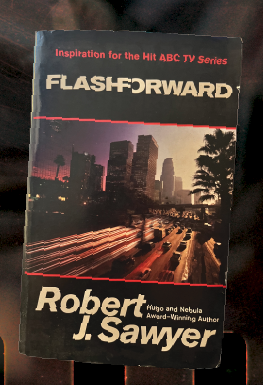 Inspiration for the Hit ABC TV Series
FLASHFORWARD
Robert
J. Sawyer
Hugo and Nebula
Award-Winning Author